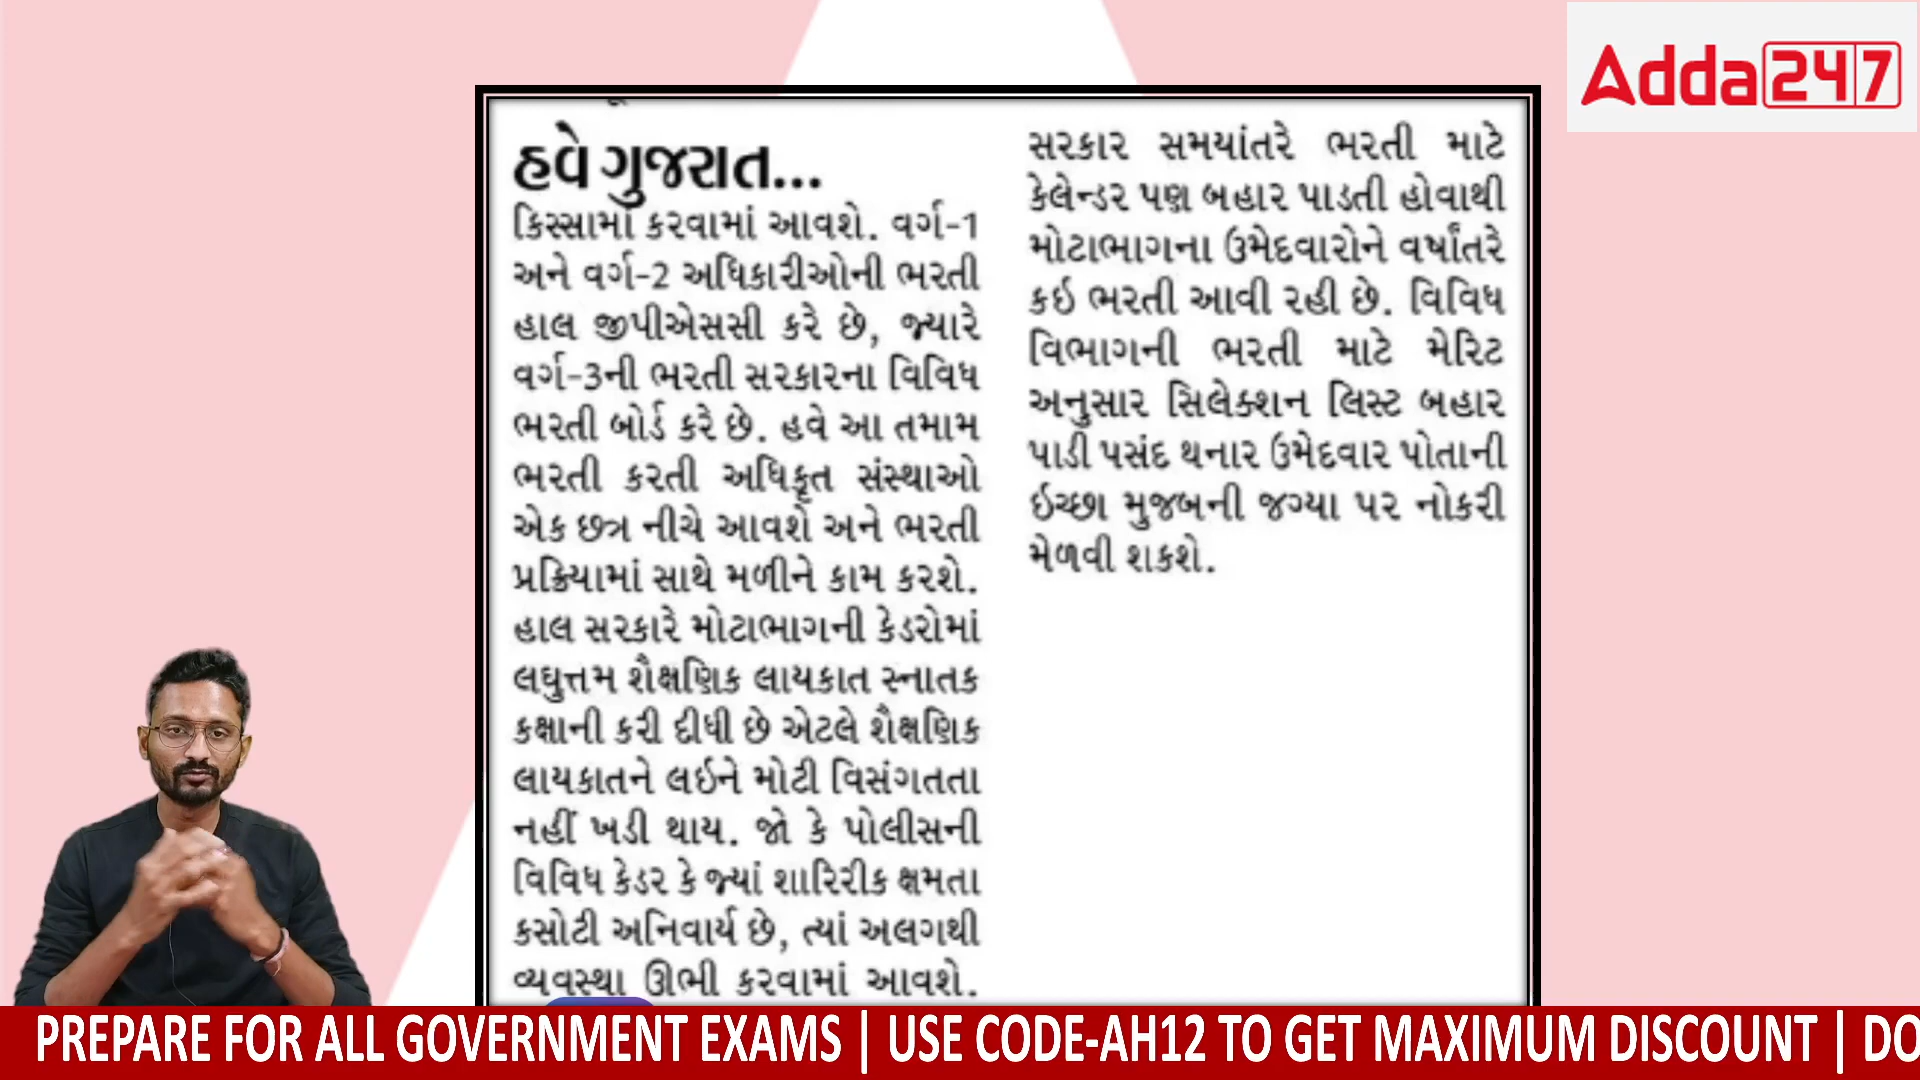 Adda247
હવે ગુજરાત...
કિસ્સામાં કરવામાં આવશે. વર્ગ-1
અને વર્ગ-2 અધિકારીઓની ભરતી
હાલ જીપીએસસી કરે છે, જ્યારે
વર્ગ-3ની ભરતી સરકારના વિવિધ
ભરતી બોર્ડ કરે છે. હવે આ તમામ
ભરતી કરતી અધિકૃત સંસ્થાઓ
એક છત્ર નીચે આવશે અને ભરતી
પ્રક્રિયામાં સાથે મળીને કામ કરશે.
હાલ સરકારે મોટાભાગની કેડરોમાં
લઘુત્તમ શૈક્ષણિક લાયકાત સ્નાતક
કક્ષાની કરી દીધી છે એટલે શૈક્ષણિક
લાયકાતને લઇને મોટી વિસંગતતા
નહીં ખડી થાય. જો કે પોલીસની
વિવિધ કેડર કે જ્યાં શારિરીક ક્ષમતા
કસોટી અનિવાર્ય છે, ત્યાં અલગથી
વ્યવસ્થા ઊભી કરવામાં આવશે.
સરકાર સમયાંતરે ભરતી માટે
કેલેન્ડર પણ બહાર પાડતી હોવાથી
મોટાભાગના ઉમેદવારોને વર્ષાંતરે
કઇ ભરતી આવી રહી છે. વિવિધ
વિભાગની ભરતી માટે મેરિટ
અનુસાર સિલેક્શન લિસ્ટ બહાર
પાડી પસંદ થનાર ઉમેદવાર પોતાની
ઇચ્છા મુજબની જગ્યા પર નોકરી
મેળવી શકશે.
PREPARE FOR ALL GOVERNMENT EXAMS | USE CODE-AH12 TO GET MAXIMUM DISCOUNT | DO